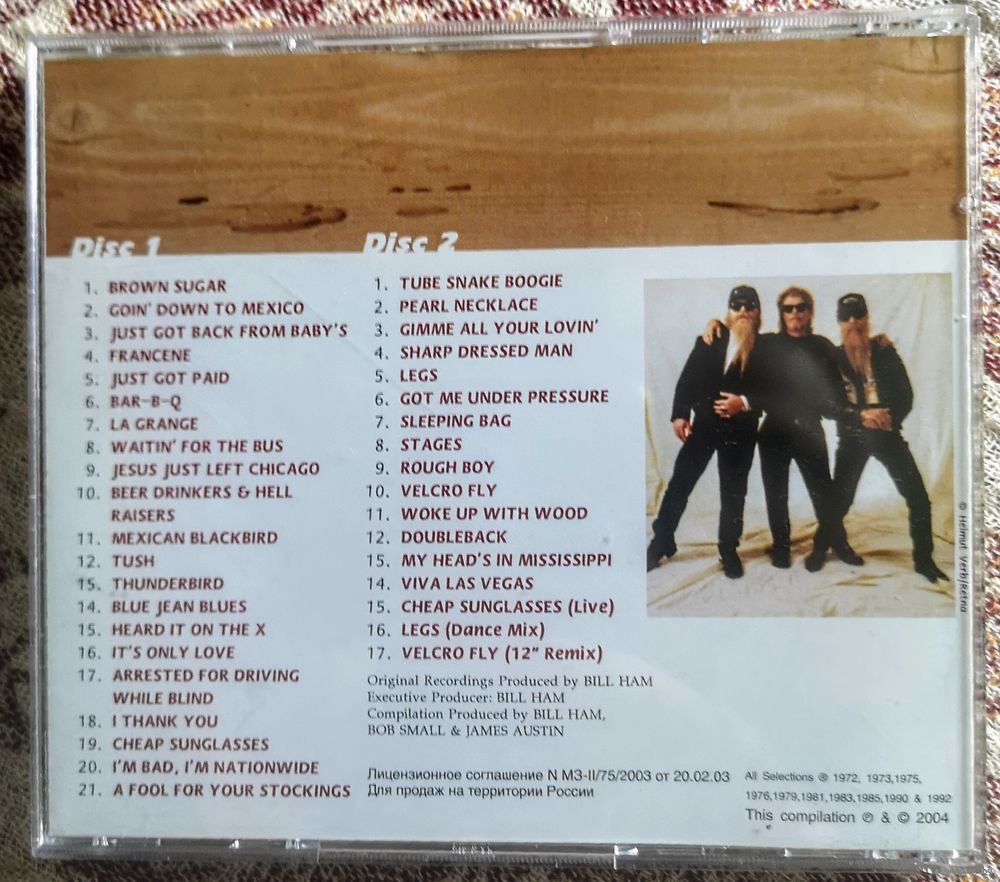 Disc 1
1. BROWN SUGAR
2. GOIN' DOWN TO MEXICO
3. JUST GOT BACK FROM BABY'S
4. FRANCENE
5. JUST GOT PAID
6. BAR-B-Q
7. LA GRANGE
8. WAITIN' FOR THE BUS
9. JESUS JUST LEFT CHICAGO
10. BEER DRINKERS & HELL
RAISERS
11. MEXICAN BLACKBIRD
12. TUSH
15. THUNDERBIRD
14. BLUE JEAN BLUES
15. HEARD IT ON THE X
16. IT'S ONLY LOVE
17. ARRESTED FOR DRIVING
WHILE BLIND
18. I THANK YOU
19. CHEAP SUNGLASSES
20. I'M BAD, I'M NATIONWIDE
21. A FOOL FOR YOUR STOCKINGS
Disc 2
1. TUBE SNAKE BOOGIE
2. PEARL NECKLACE
3. GIMME ALL YOUR LOVIN'
4. SHARP DRESSED MAN
5. LEGS
6. GOT ME UNDER PRESSURE
7. SLEEPING BAG
8. STAGES
9. ROUGH BOY
10. VELCRO FLY
11. WOKE UP WITH WOOD
12. DOUBLEBACK
15. MY HEAD'S IN MISSISSIPPI
14. VIVA LAS VEGAS
15. CHEAP SUNGLASSES (Live)
16. LEGS (Dance Mix)
17. VELCRO FLY (12" Remix)
Original Recordings Produced by BILL HAM
Executive Producer: BILL HAM
Compilation Produced by BILL HAM,
BOB SMALL & JAMES AUSTIN
Лицензионное соглашение N МЗ-II/75/2003 от 20.02.03
Для продаж на территории России
© Helmut Verb/Retna
All Selections ℗ 1972, 1973,1975,
1976,1979,1981,1983,1985,1990 & 1992
This compilation ℗ & © 2004